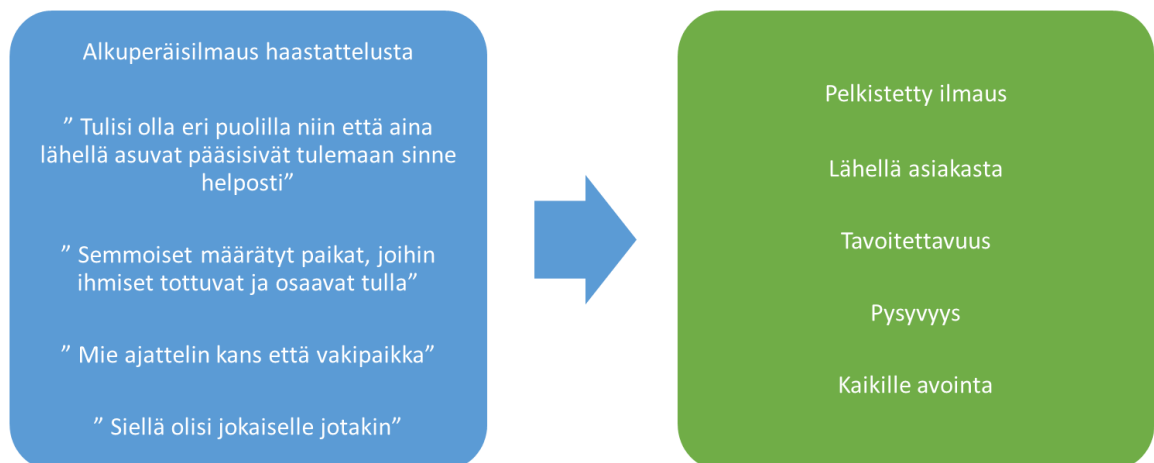 Alkuperäisilmaus haastattelusta
” Tulisi olla eri puolilla niin että aina
lähellä asuvat pääsisivät tulemaan sinne
helposti”
” Semmoiset määrätyt paikat, joihin
ihmiset tottuvat ja osaavat tulla”
” Mie ajattelin kans että vakipaikka”
” Siellä olisi jokaiselle jotakin”
Pelkistetty ilmaus
Lähellä asiakasta
Tavoitettavuus
Pysyvyys
Kaikille avointa